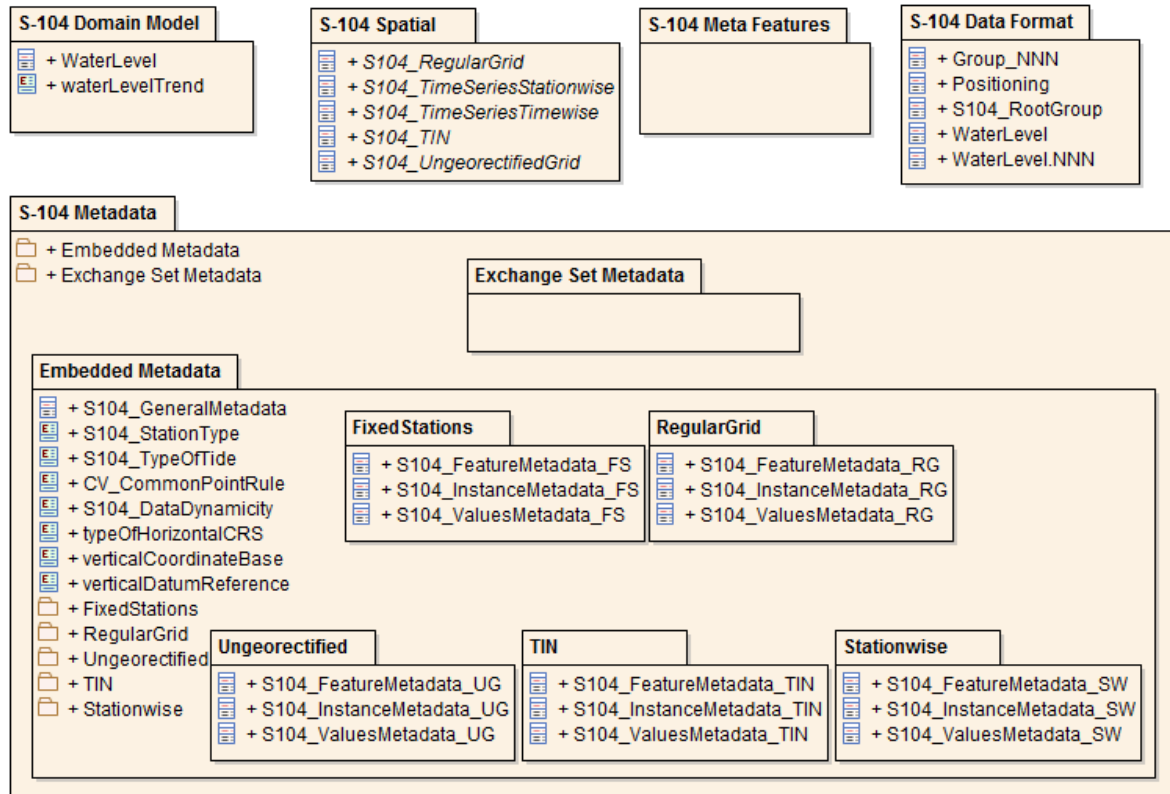 S-104 Domain Model
+ WaterLevel
+ waterLevelTrend
S-104 Spatial
+ S104_RegularGrid
+ S104_TimeSeriesStationwise
+ S104_TimeSeriesTimewise
+ S104_TIN
+ S104_UngeorectifiedGrid
S-104 Meta Features
S-104 Data Format
+ Group_NNN
+ Positioning
+ S104_RootGroup
+ WaterLevel
+ WaterLevel.NNN
S-104 Metadata
+ Embedded Metadata
+ Exchange Set Metadata
Exchange Set Metadata
Embedded Metadata
+ S104_GeneralMetadata
+ S104_StationType
+ S104_TypeOfTide
+ CV_CommonPointRule
+ S104_DataDynamicity
+ typeOfHorizontalCRS
+ verticalCoordinateBase
+ verticalDatumReference
+ FixedStations
+ RegularGrid
+ Ungeorectified
+ TIN
+ Stationwise
FixedStations
+ S104_FeatureMetadata_FS
+ S104_InstanceMetadata_FS
+ S104_ValuesMetadata_FS
RegularGrid
+ S104_FeatureMetadata_RG
+ S104_InstanceMetadata_RG
+ S104_ValuesMetadata_RG
Ungeorectified
+ S104_FeatureMetadata_UG
+ S104_InstanceMetadata_UG
+ S104_ValuesMetadata_UG
TIN
+ S104_FeatureMetadata_TIN
+ S104_InstanceMetadata_TIN
+ S104_ValuesMetadata_TIN
Stationwise
+ S104_FeatureMetadata_SW
+ S104_InstanceMetadata_SW
+ S104_ValuesMetadata_SW